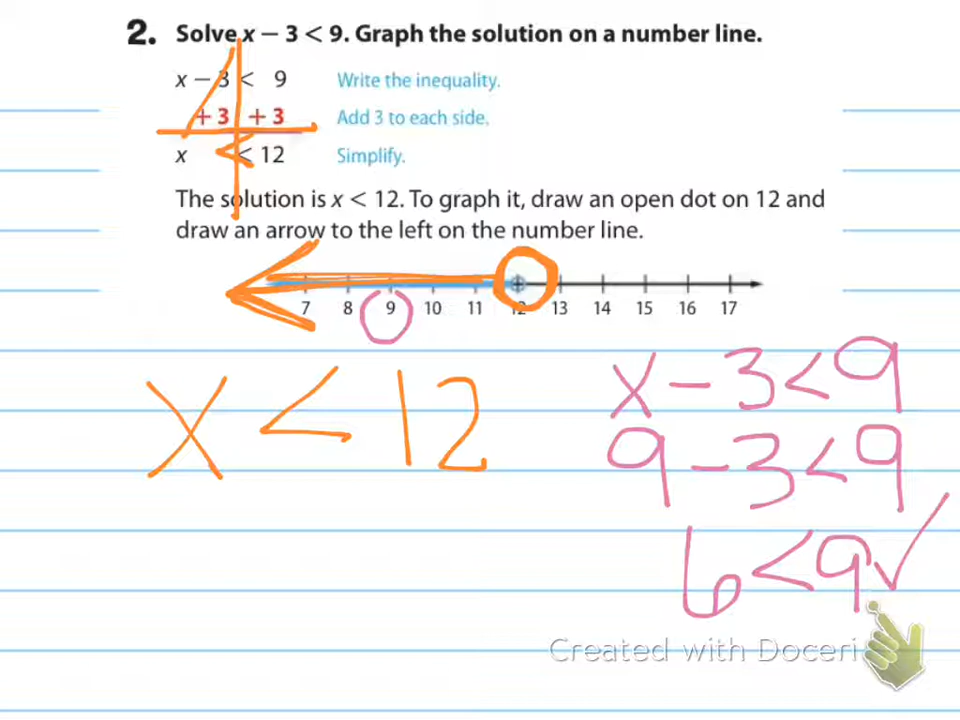 2. Solve x − 3 < 9. Graph the solution on a number line.
x − 3 < 9 Write the inequality.
+ 3 + 3 Add 3 to each side.
x < 12 Simplify.
The solution is x < 12. To graph it, draw an open dot on 12 and
draw an arrow to the left on the number line.
7 8 9 10 11 12 13 14 15 16 17
x < 12
x − 3 < 9
9 − 3 < 9
6 < 9 ✓
Created with Doceri